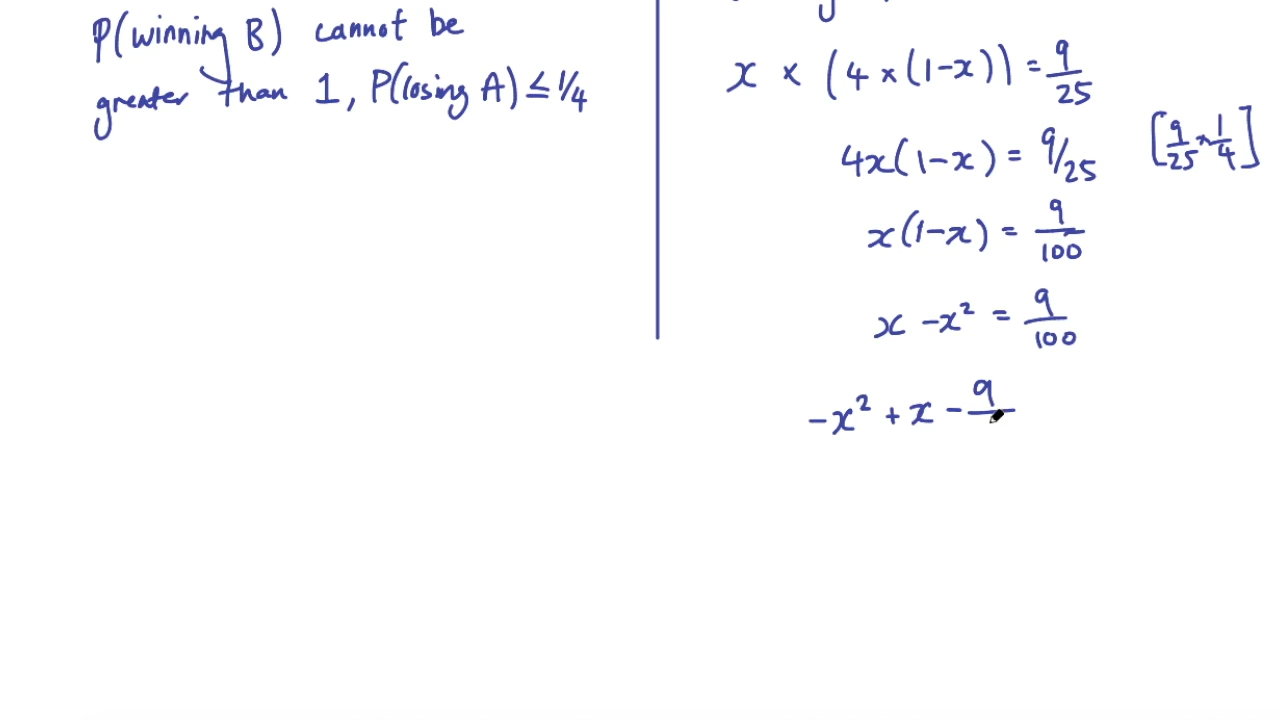 P(winning B) cannot be
greater than 1, P(losing A) ≤ 1/4
x × (4 × (1-x)) = 9/25
4x(1-x) = 9/25 [9/25 × 1/4]
x(1-x) = 9/100
x - x² = 9/100
-x² + x - 9